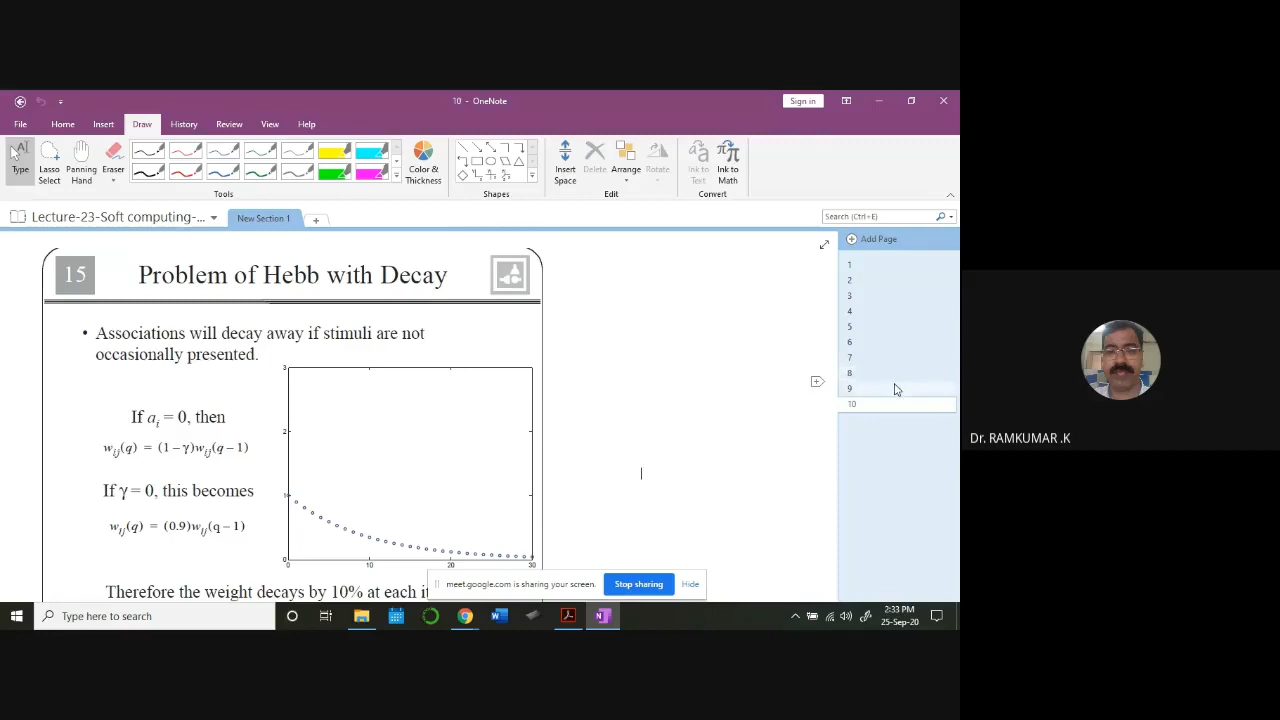 10 - OneNote
Sign in
File Home Insert Draw History Review View Help
Type
Lasso Select
Panning Hand
Eraser
Color & Thickness
Insert Space
Delete
Arrange
Rotate
Ink to Text
Ink to Math
Tools
Shapes
Edit
Convert
Lecture-23-Soft computing-...
New Section 1
Search (Ctrl+E)
Add Page
1
2
3
4
5
6
7
8
9
10
15
Problem of Hebb with Decay
• Associations will decay away if stimuli are not
occasionally presented.
If aᵢ = 0, then
wᵢⱼ(q) = (1 – γ)wᵢⱼ(q – 1)
If γ = 0, this becomes
wᵢⱼ(q) = (0.9)wᵢⱼ(q – 1)
3
2
1
0
0 10 20 30
Therefore the weight decays by 10% at each it
meet.google.com is sharing your screen.
Stop sharing
Hide
Type here to search
2:33 PM
25-Sep-20
Dr. RAMKUMAR .K